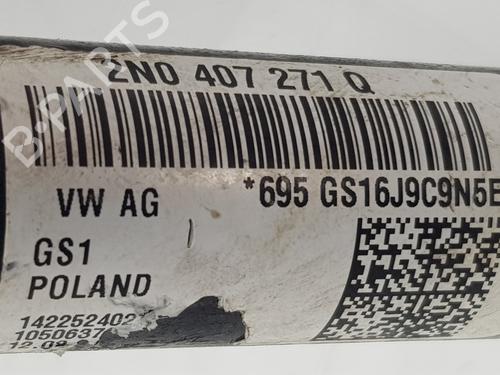 2N0 407 271 Q
VW AG
*695 GS16J9C9N5E
GS1
POLAND
B-PARTS